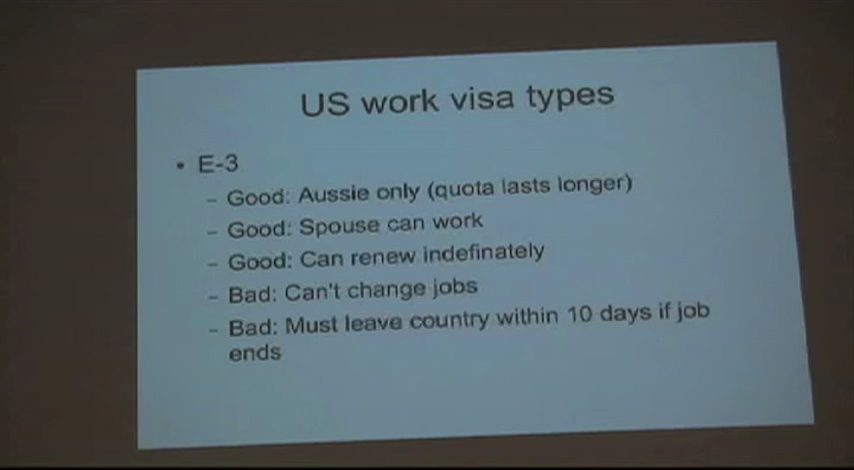 US work visa types
• E-3
– Good: Aussie only (quota lasts longer)
– Good: Spouse can work
– Good: Can renew indefinately
– Bad: Can't change jobs
– Bad: Must leave country within 10 days if job
ends